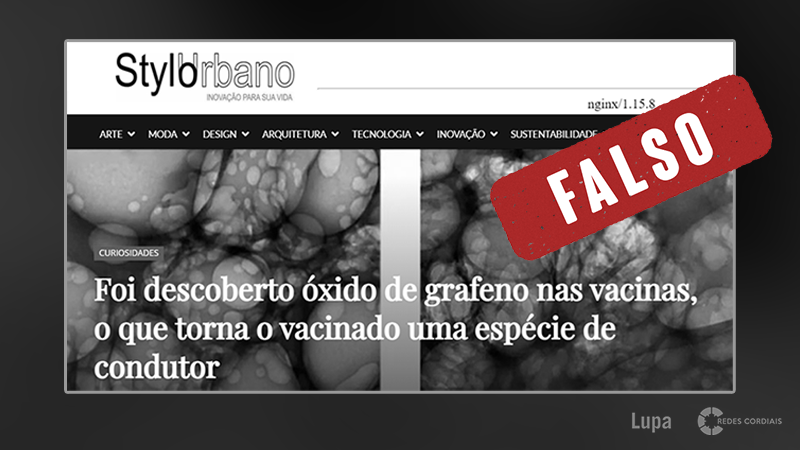 StyloUrbano
INOVAÇÃO PARA SUA VIDA
nginx/1.15.8
ARTE MODA DESIGN ARQUITETURA TECNOLOGIA INOVAÇÃO SUSTENTABILIDADE
FALSO
CURIOSIDADES
Foi descoberto óxido de grafeno nas vacinas,
o que torna o vacinado uma espécie de
condutor
Lupa REDES CORDIAIS